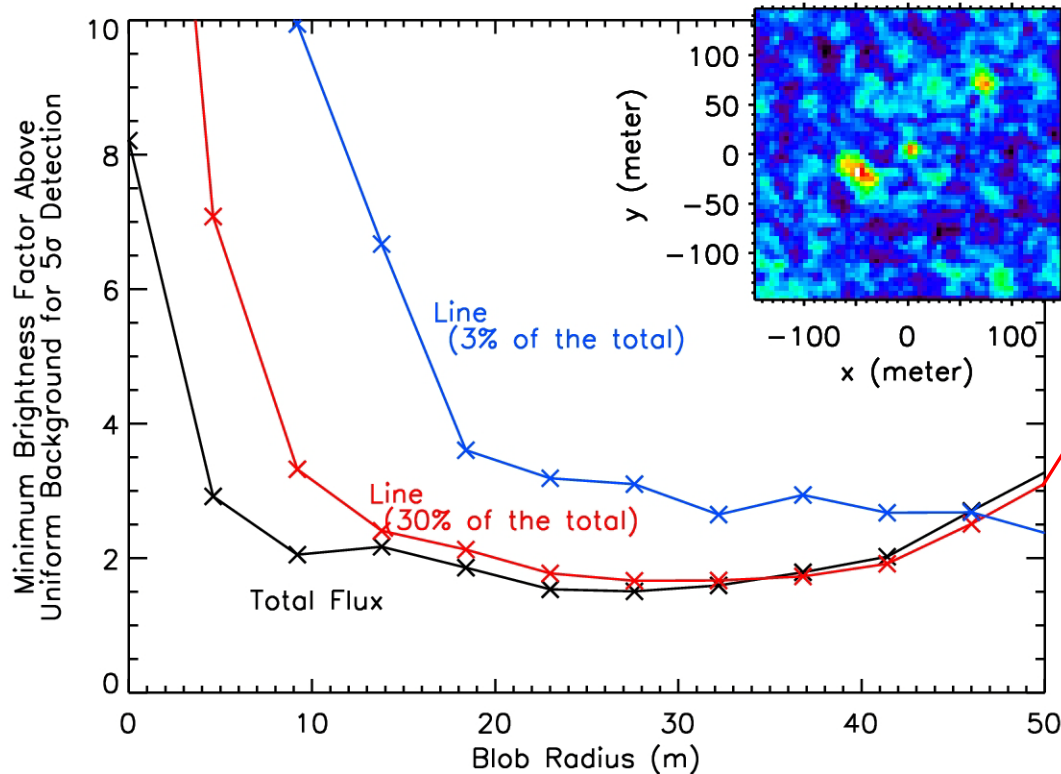 Minimum Brightness Factor Above
Uniform Background for 5σ Detection
10
8
6
4
2
0
0
10
20
30
40
50
Blob Radius (m)
Line
(3% of the total)
Line
(30% of the total)
Total Flux
y (meter)
100
50
0
−50
−100
−100
0
100
x (meter)